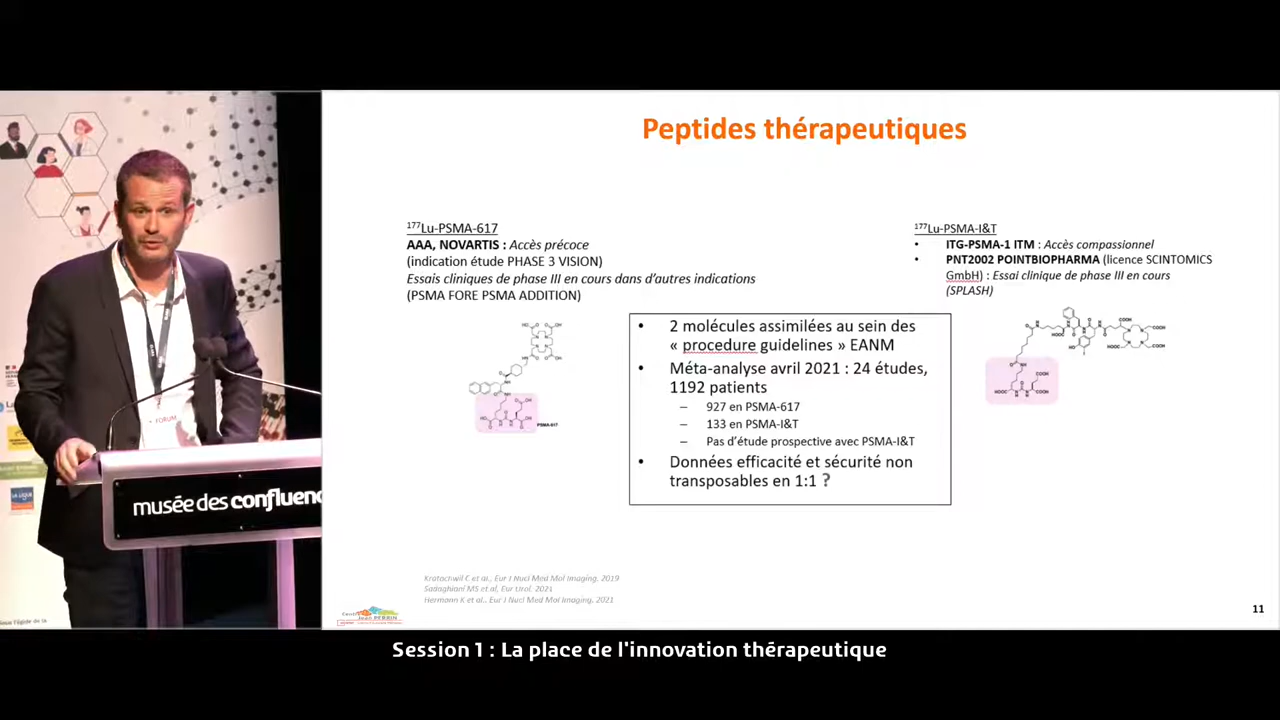 Peptides thérapeutiques
177Lu-PSMA-617
AAA, NOVARTIS : Accès précoce
(indication étude PHASE 3 VISION)
Essais cliniques de phase III en cours dans d'autres indications
(PSMA FORE PSMA ADDITION)
177Lu-PSMA-I&T
• ITG-PSMA-1 ITM : Accès compassionnel
• PNT2002 POINTBIOPHARMA (licence SCINTOMICS
GmbH) : Essai clinique de phase III en cours
(SPLASH)
PSMA-617
• 2 molécules assimilées au sein des
« procedure guidelines » EANM
• Méta-analyse avril 2021 : 24 études,
1192 patients
– 927 en PSMA-617
– 133 en PSMA-I&T
– Pas d'étude prospective avec PSMA-I&T
• Données efficacité et sécurité non
transposables en 1:1 ?
Kratochwil C et al., Eur J Nucl Med Mol Imaging. 2019
Sadaghiani MS et al, Eur Urol. 2021
Hermann K et al., Eur J Nucl Med Mol Imaging. 2021
Jean PERRIN
11
FORUM
musée des confluenc
Session 1 : La place de l'innovation thérapeutique